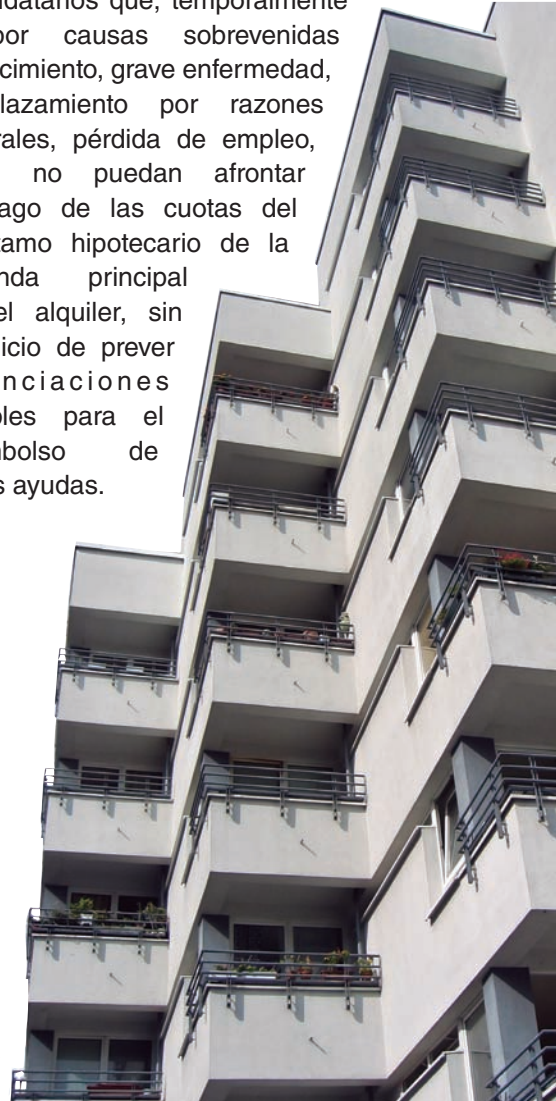 datarios que, temporalmente
por causas sobrevenidas
cimiento, grave enfermedad,
lazamiento por razones
rales, pérdida de empleo,
no puedan afrontar
ago de las cuotas del
tamo hipotecario de la
nda principal
el alquiler, sin
icio de prever
nciaciones
les para el
bolso de
s ayudas.